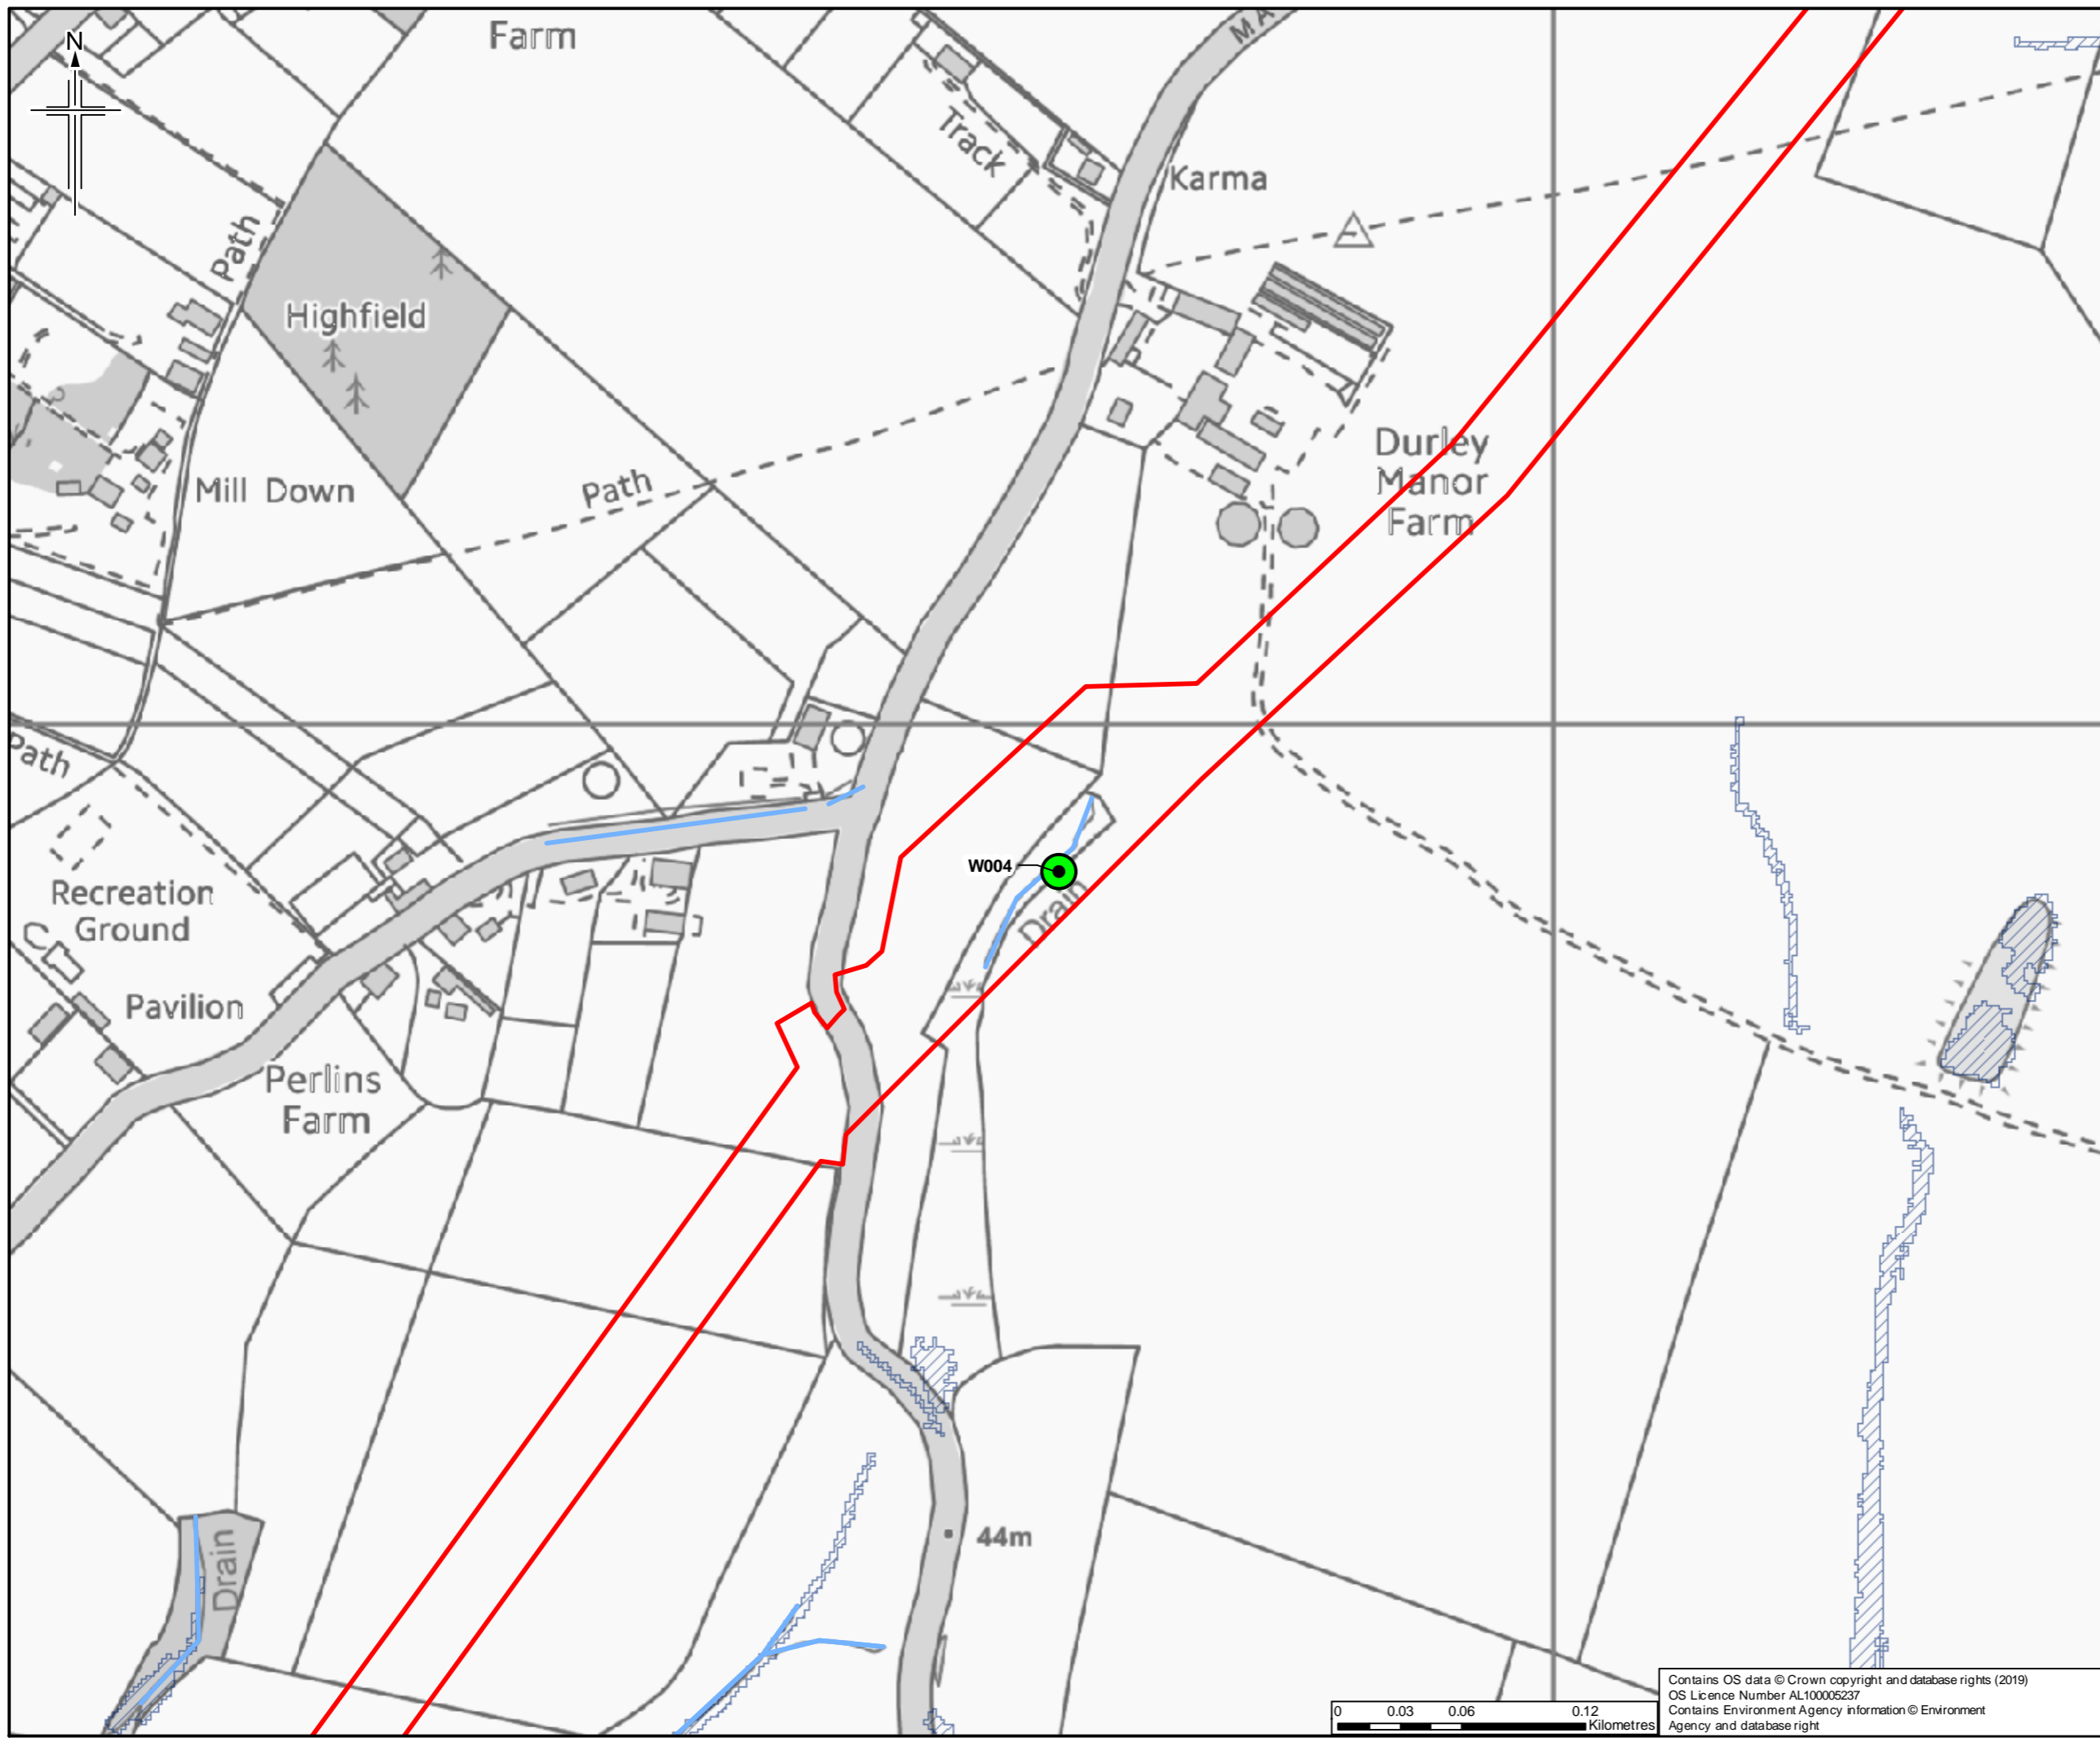 Farm
MA
N
Track
Karma
Path
Highfield
Durley
Manor
Farm
Mill Down
Path
Path
W004
Drain
Recreation
Ground
Pavilion
Perlins
Farm
Drain
44m
0 0.03 0.06 0.12
Kilometres
Contains OS data © Crown copyright and database rights (2019)
OS Licence Number AL100005237
Contains Environment Agency information © Environment
Agency and database right